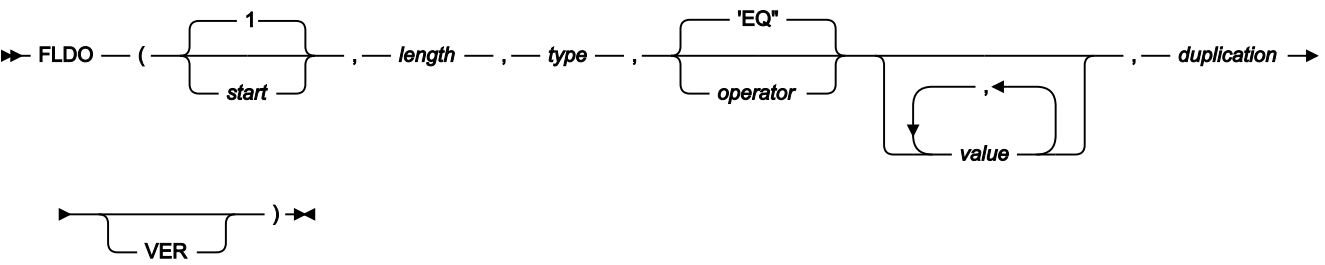 1 'EQ"
FLDO ( , length , type , , duplication
start operator ,
value
)
VER